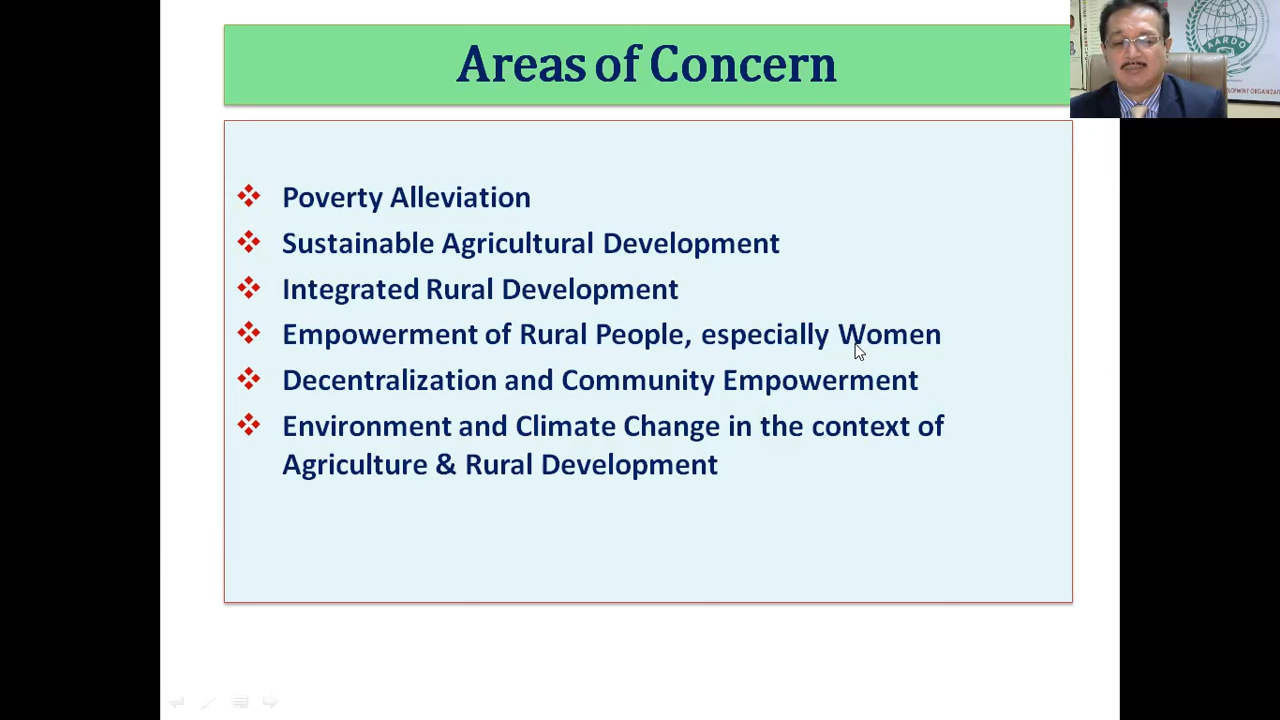 Areas of Concern
AARDO
Poverty Alleviation
Sustainable Agricultural Development
Integrated Rural Development
Empowerment of Rural People, especially Women
Decentralization and Community Empowerment
Environment and Climate Change in the context of
Agriculture & Rural Development